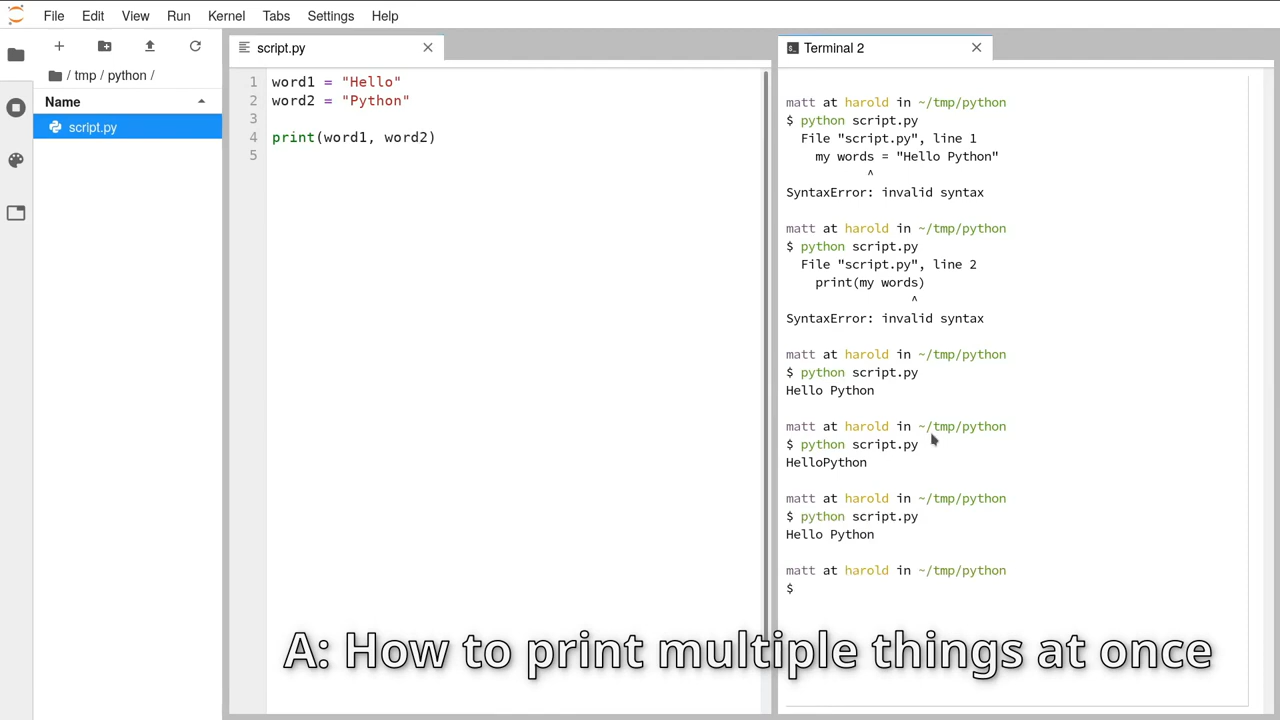 File Edit View Run Kernel Tabs Settings Help
/ tmp / python /
Name
script.py
script.py
1 word1 = "Hello"
2 word2 = "Python"
3
4 print(word1, word2)
5
Terminal 2
matt at harold in ~/tmp/python
$ python script.py
File "script.py", line 1
my words = "Hello Python"
^
SyntaxError: invalid syntax
matt at harold in ~/tmp/python
$ python script.py
File "script.py", line 2
print(my words)
^
SyntaxError: invalid syntax
matt at harold in ~/tmp/python
$ python script.py
Hello Python
matt at harold in ~/tmp/python
$ python script.py
HelloPython
matt at harold in ~/tmp/python
$ python script.py
Hello Python
matt at harold in ~/tmp/python
$
A: How to print multiple things at once